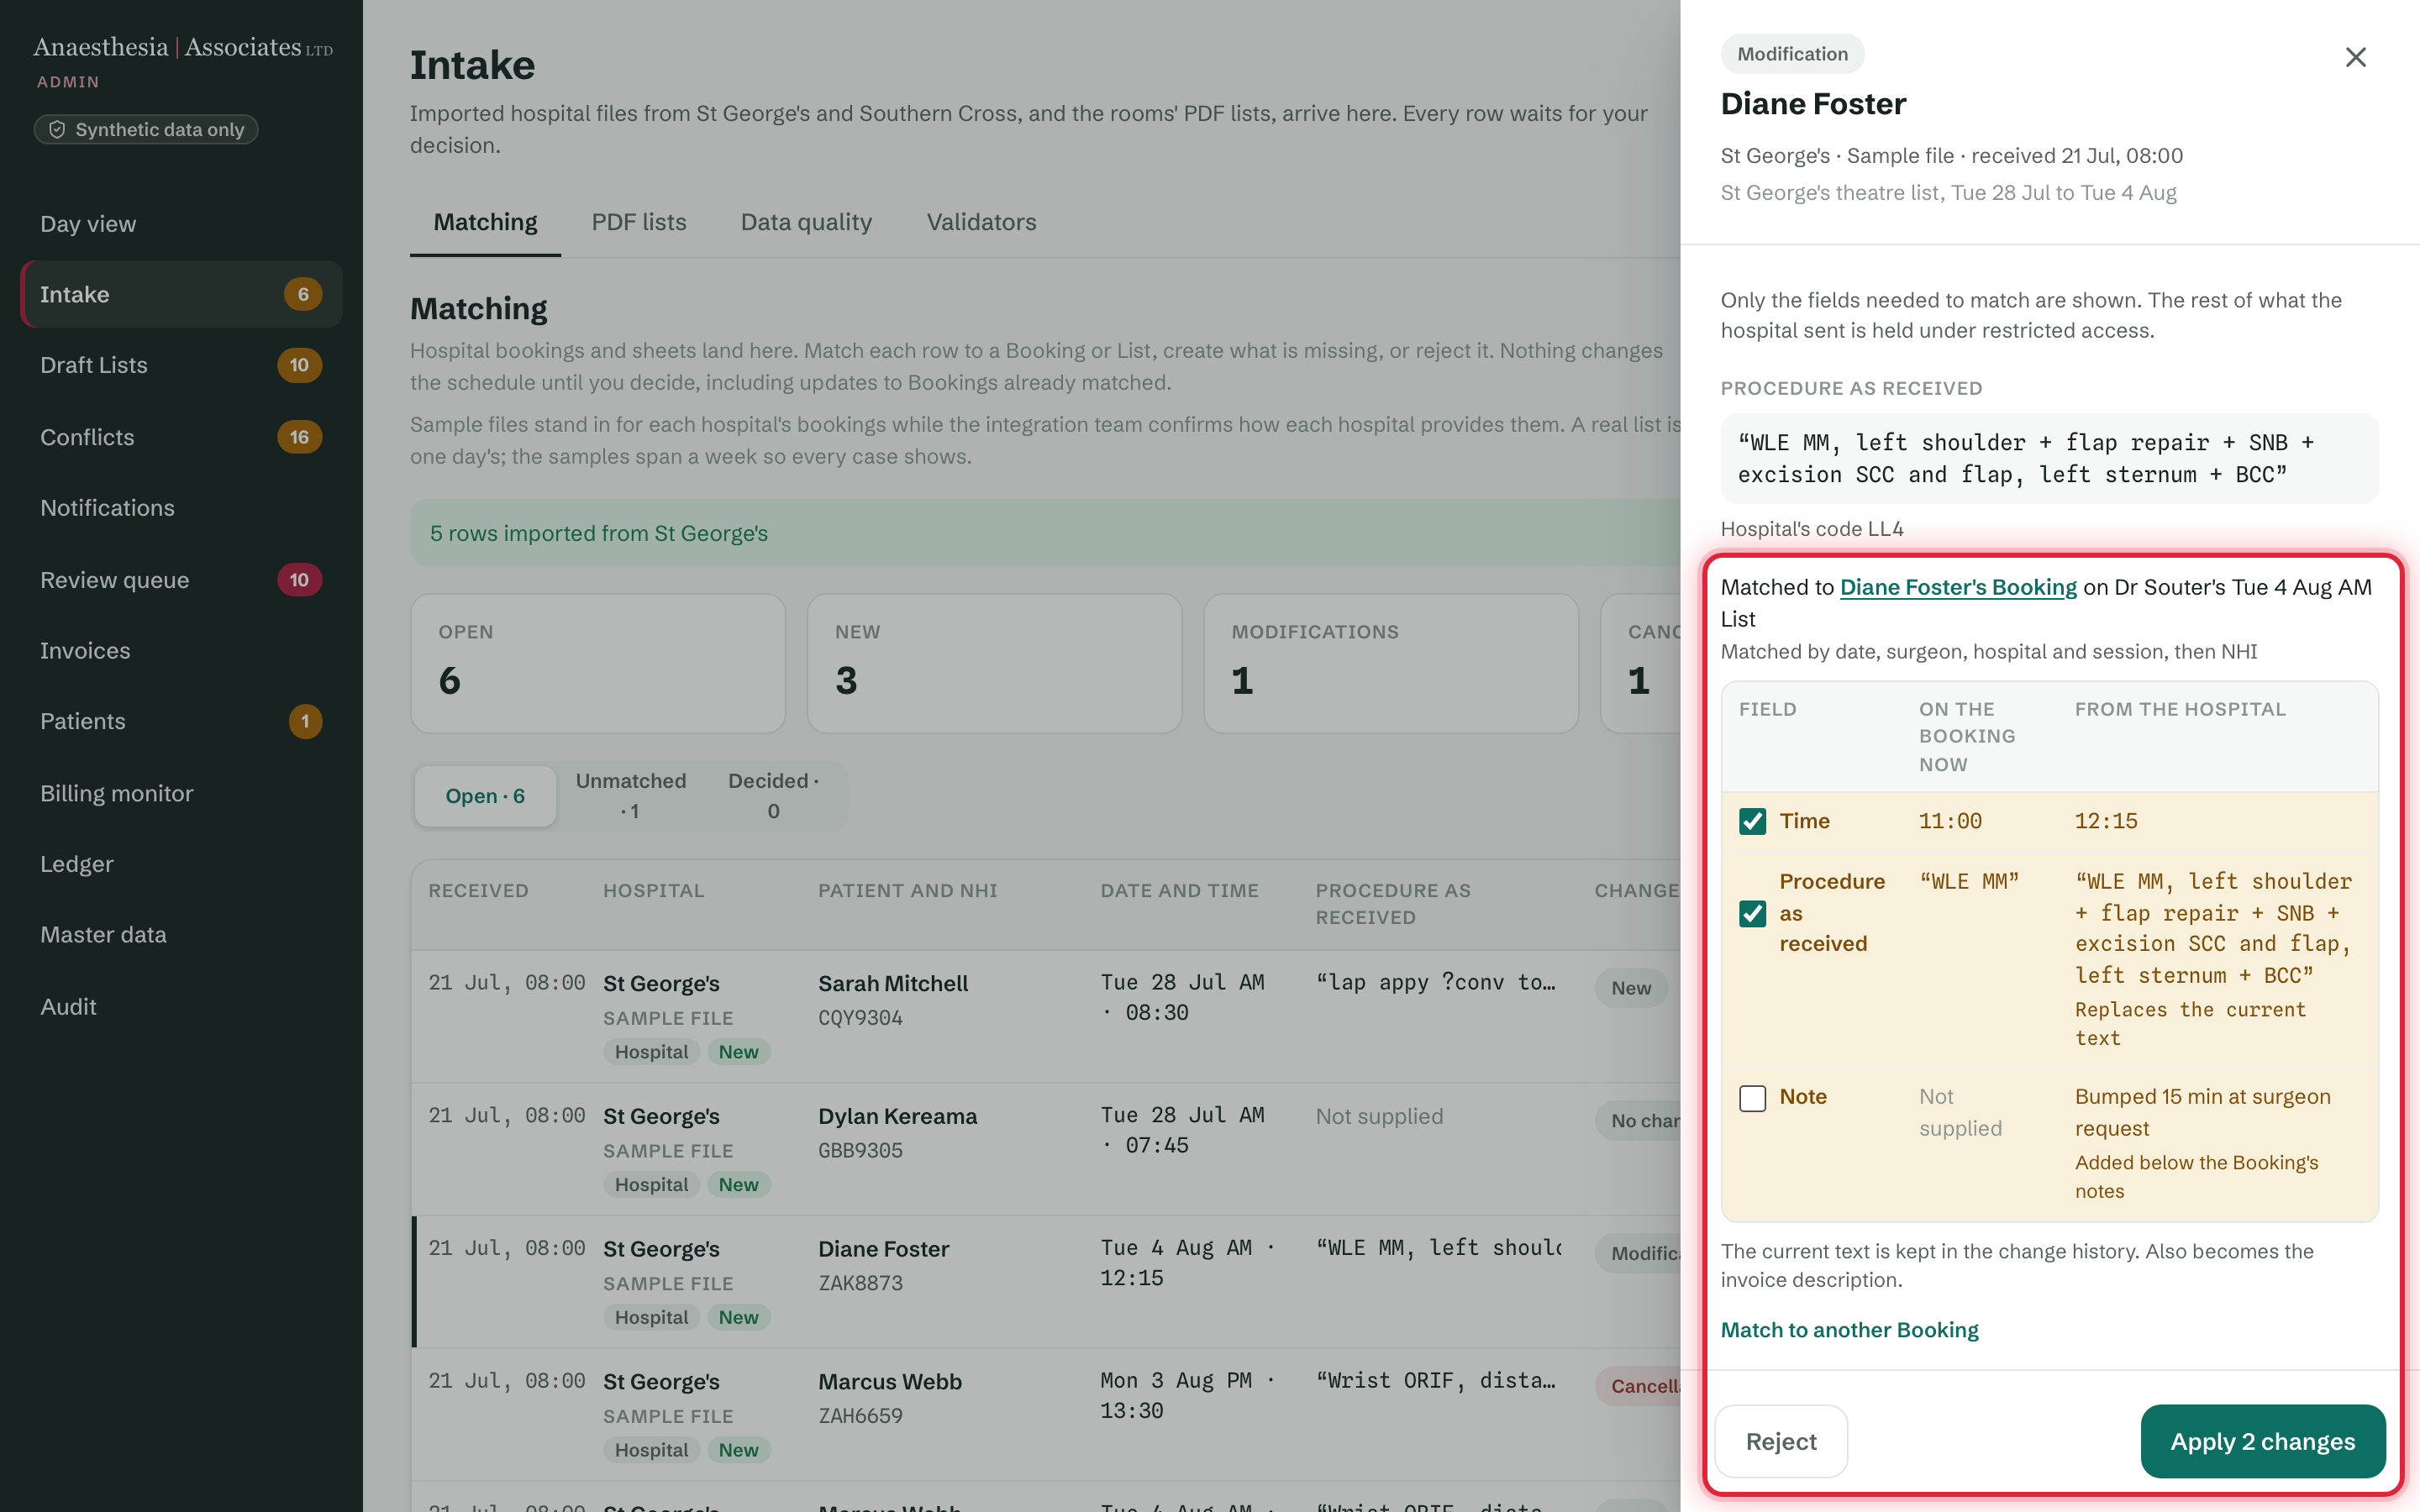 Anaesthesia | Associates LTD
ADMIN
Synthetic data only
Day view
Intake 6
Draft Lists 10
Conflicts 16
Notifications
Review queue 10
Invoices
Patients 1
Billing monitor
Ledger
Master data
Audit
Intake
Imported hospital files from St George's and Southern Cross, and the rooms' PDF lists, arrive here. Every row waits for your
decision.
Matching PDF lists Data quality Validators
Matching
Hospital bookings and sheets land here. Match each row to a Booking or List, create what is missing, or reject it. Nothing changes
the schedule until you decide, including updates to Bookings already matched.
Sample files stand in for each hospital's bookings while the integration team confirms how each hospital provides them. A real list is
one day's; the samples span a week so every case shows.
5 rows imported from St George's
OPEN
6
NEW
3
MODIFICATIONS
1
CANC
1
Open · 6
Unmatched
· 1
Decided ·
0
RECEIVED HOSPITAL PATIENT AND NHI DATE AND TIME PROCEDURE AS CHANGE
RECEIVED
21 Jul, 08:00 St George's Sarah Mitchell Tue 28 Jul AM “lap appy ?conv to… New
SAMPLE FILE CQY9304 · 08:30
Hospital New
21 Jul, 08:00 St George's Dylan Kereama Tue 28 Jul AM Not supplied No chan
SAMPLE FILE GBB9305 · 07:45
Hospital New
21 Jul, 08:00 St George's Diane Foster Tue 4 Aug AM · “WLE MM, left should Modifica
SAMPLE FILE ZAK8873 12:15
Hospital New
21 Jul, 08:00 St George's Marcus Webb Mon 3 Aug PM · “Wrist ORIF, dista… Cancella
SAMPLE FILE ZAH6659 13:30
Hospital New
Modification
Diane Foster
St George's · Sample file · received 21 Jul, 08:00
St George's theatre list, Tue 28 Jul to Tue 4 Aug
Only the fields needed to match are shown. The rest of what the
hospital sent is held under restricted access.
PROCEDURE AS RECEIVED
“WLE MM, left shoulder + flap repair + SNB +
excision SCC and flap, left sternum + BCC”
Hospital's code LL4
Matched to Diane Foster's Booking on Dr Souter's Tue 4 Aug AM
List
Matched by date, surgeon, hospital and session, then NHI
FIELD ON THE FROM THE HOSPITAL
BOOKING
NOW
Time 11:00 12:15
Procedure “WLE MM” “WLE MM, left shoulder
as + flap repair + SNB +
received excision SCC and flap,
left sternum + BCC”
Replaces the current
text
Note Not Bumped 15 min at surgeon
supplied request
Added below the Booking's
notes
The current text is kept in the change history. Also becomes the
invoice description.
Match to another Booking
Reject Apply 2 changes